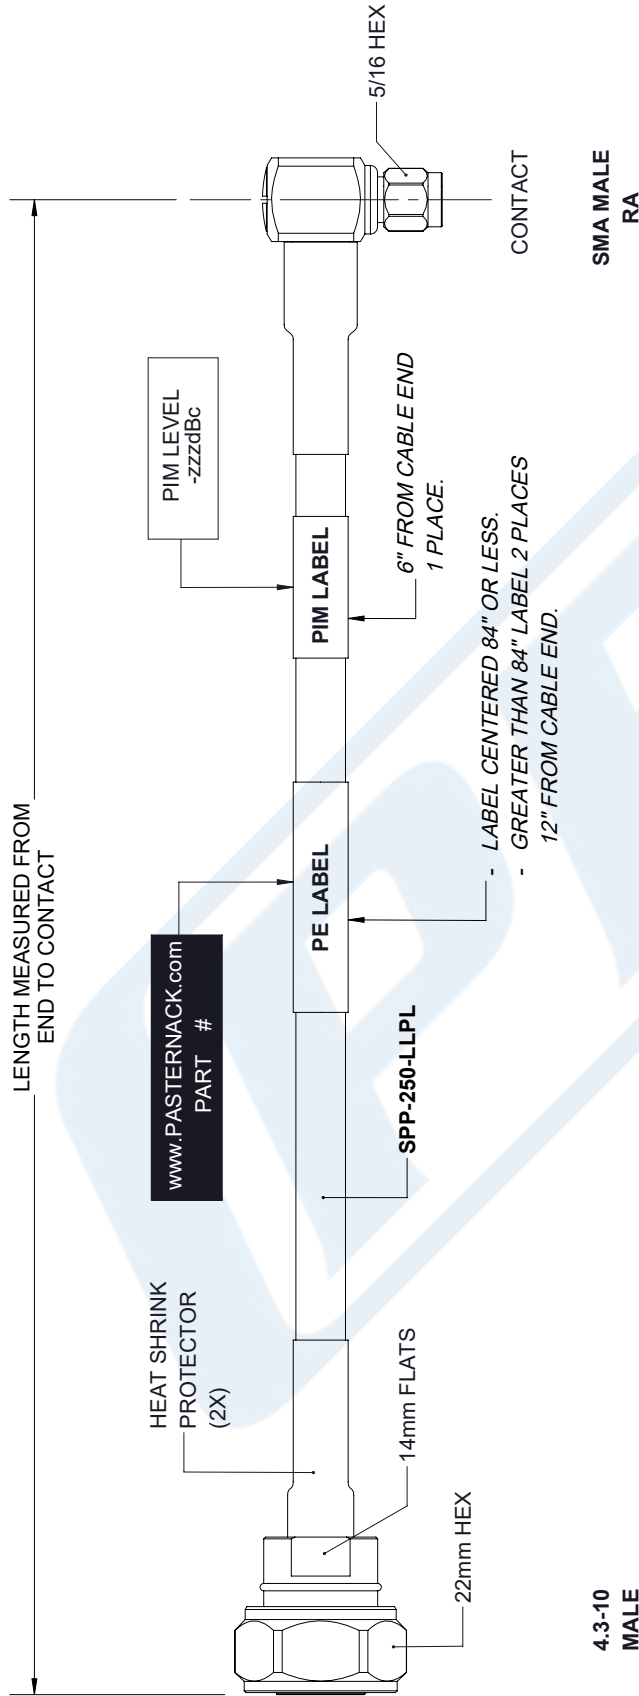 LENGTH MEASURED FROM
END TO CONTACT
HEAT SHRINK
PROTECTOR
(2X)
www.PASTERNACK.com
PART #
PIM LEVEL
-zzzdBc
PE LABEL
PIM LABEL
5/16 HEX
14mm FLATS
22mm HEX
SPP-250-LLPL
6" FROM CABLE END
1 PLACE.
- LABEL CENTERED 84" OR LESS.
- GREATER THAN 84" LABEL 2 PLACES
12" FROM CABLE END.
CONTACT
4.3-10
MALE
SMA MALE
RA